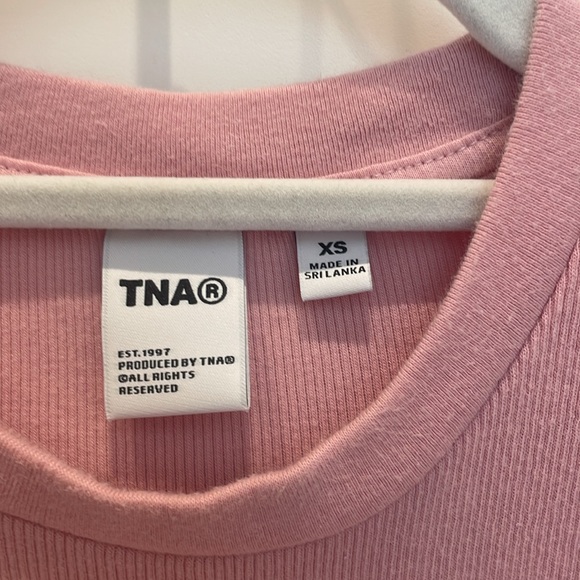 TNA®
EST.1997
PRODUCED BY TNA®
©ALL RIGHTS
RESERVED
XS
MADE IN
SRI LANKA